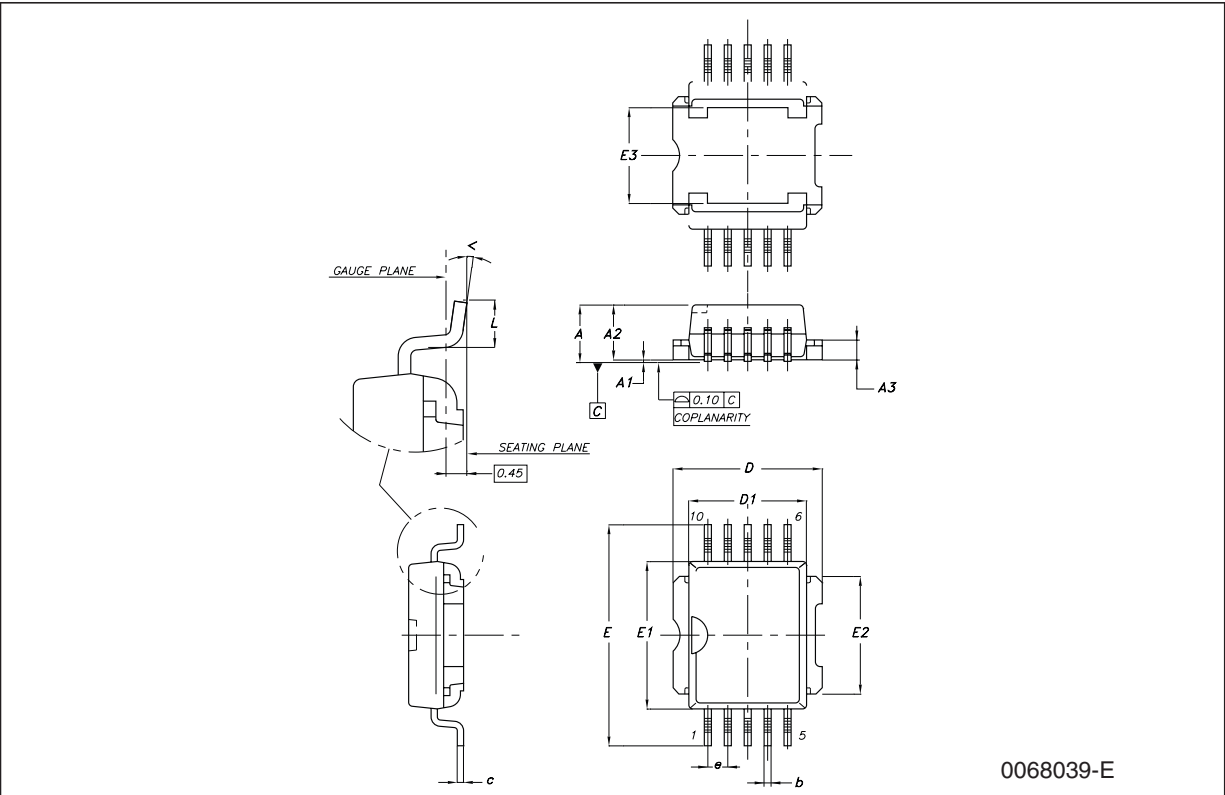 E3
V
GAUGE PLANE
L
A
A2
A1
A3
C
0.10 C
COPLANARITY
SEATING PLANE
0.45
D
D1
10
6
E
E1
E2
1
5
e
b
c
0068039-E